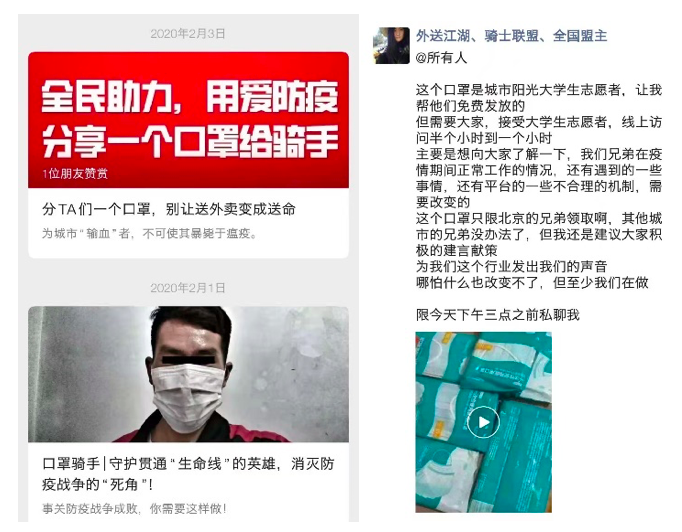 2020年2月3日
全民助力，用爱防疫
分享一个口罩给骑手
1位朋友赞赏
分TA们一个口罩，别让送外卖变成送命
为城市“输血”者，不可使其暴毙于瘟疫。
2020年2月1日
口罩骑手|守护贯通“生命线”的英雄，消灭防
疫战争的“死角”！
事关防疫战争成败，你需要这样做！
外送江湖、骑士联盟、全国盟主
@所有人
这个口罩是城市阳光大学生志愿者，让我
帮他们免费发放的
但需要大家，接受大学生志愿者，线上访
问半个小时到一个小时
主要是想向大家了解一下，我们兄弟在疫
情期间正常工作的情况，还有遇到的一些
事情，还有平台的一些不合理的机制，需
要改变的
这个口罩只限北京的兄弟领取啊，其他城
市的兄弟没办法了，但我还是建议大家积
极的建言献策
为我们这个行业发出我们的声音
哪怕什么也改变不了，但至少我们在做
限今天下午三点之前私聊我